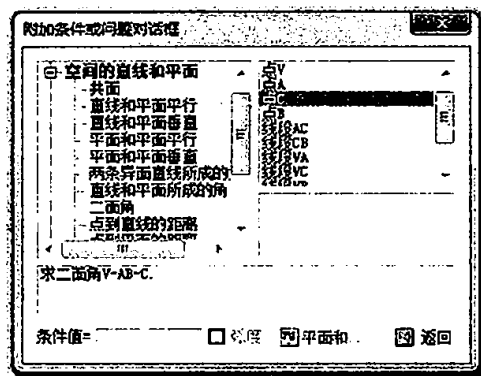 附加条件或问题对话框
空间的直线和平面
共面
直线和平面平行
直线和平面垂直
平面和平面平行
平面和平面垂直
两条异面直线所成的
直线和平面所成的角
二面角
点到直线的距离
点V
点A
点C
点B
线段AC
线段CB
线段VA
线段VC
求二面角V-AB-C.
条件值=
弧度
平面和..
返回